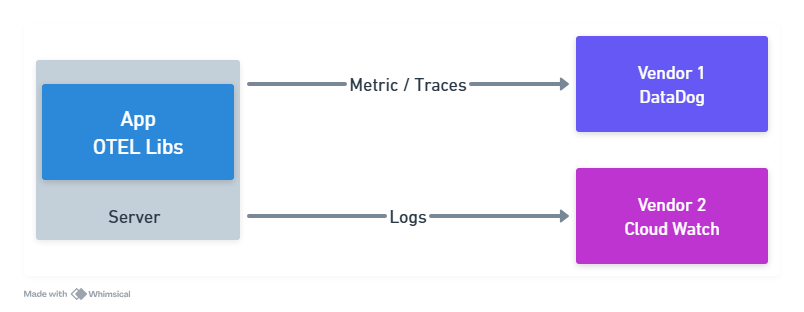 App
OTEL Libs
Server
Metric / Traces
Logs
Vendor 1
DataDog
Vendor 2
Cloud Watch
Made with Whimsical